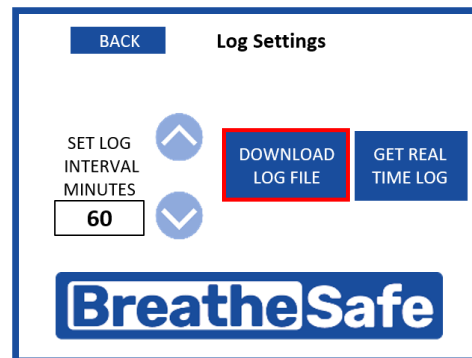 BACK
Log Settings
SET LOG
INTERVAL
MINUTES
60
DOWNLOAD
LOG FILE
GET REAL
TIME LOG
BreatheSafe